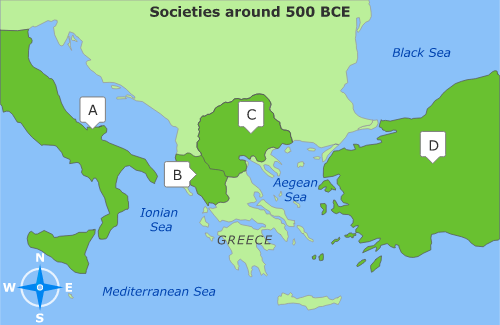 Societies around 500 BCE
Black Sea
A
C
D
B
Aegean
Sea
Ionian
Sea
GREECE
N
W E
S
Mediterranean Sea